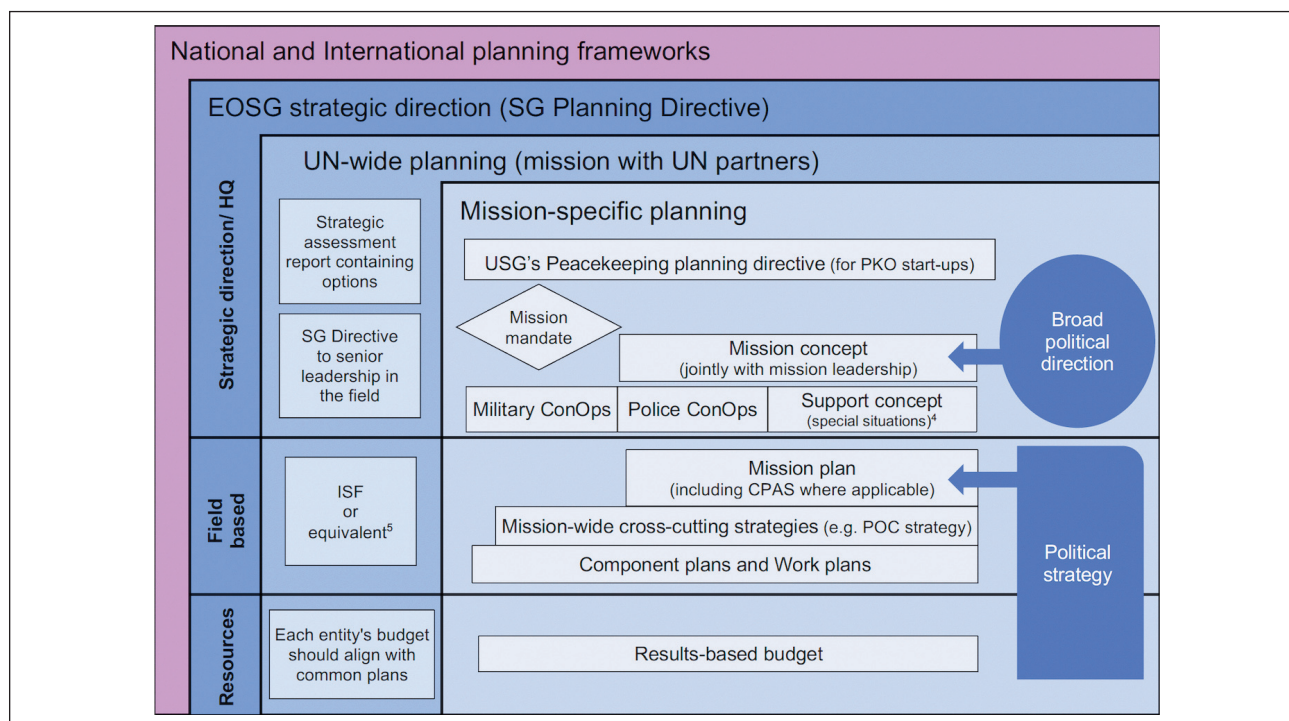 National and International planning frameworks
EOSG strategic direction (SG Planning Directive)
UN-wide planning (mission with UN partners)
Strategic direction/ HQ
Strategic
assessment
report containing
options
SG Directive
to senior
leadership in
the field
Mission-specific planning
USG's Peacekeeping planning directive (for PKO start-ups)
Mission
mandate
Mission concept
(jointly with mission leadership)
Military ConOps
Police ConOps
Support concept
(special situations)4
Broad
political
direction
Field
based
ISF
or
equivalent5
Mission plan
(including CPAS where applicable)
Mission-wide cross-cutting strategies (e.g. POC strategy)
Component plans and Work plans
Political
strategy
Resources
Each entity's budget
should align with
common plans
Results-based budget